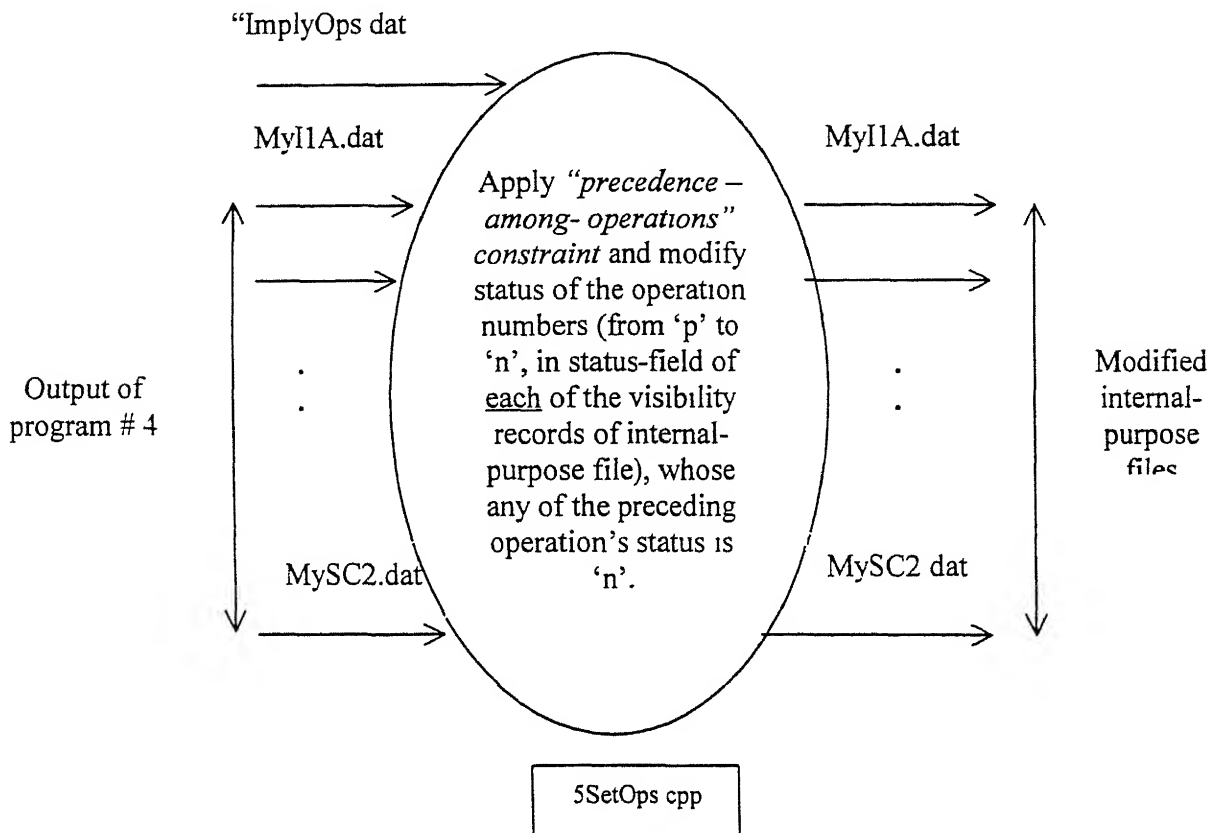 “ImplyOps dat
MyI1A.dat
MyI1A.dat
Apply “precedence –
among- operations”
constraint and modify
status of the operation
numbers (from ‘p’ to
‘n’, in status-field of
each of the visibility
records of internal-
purpose file), whose
any of the preceding
operation’s status is
‘n’.
Output of
program # 4
Modified
internal-
purpose
files
MySC2.dat
MySC2 dat
5SetOps cpp